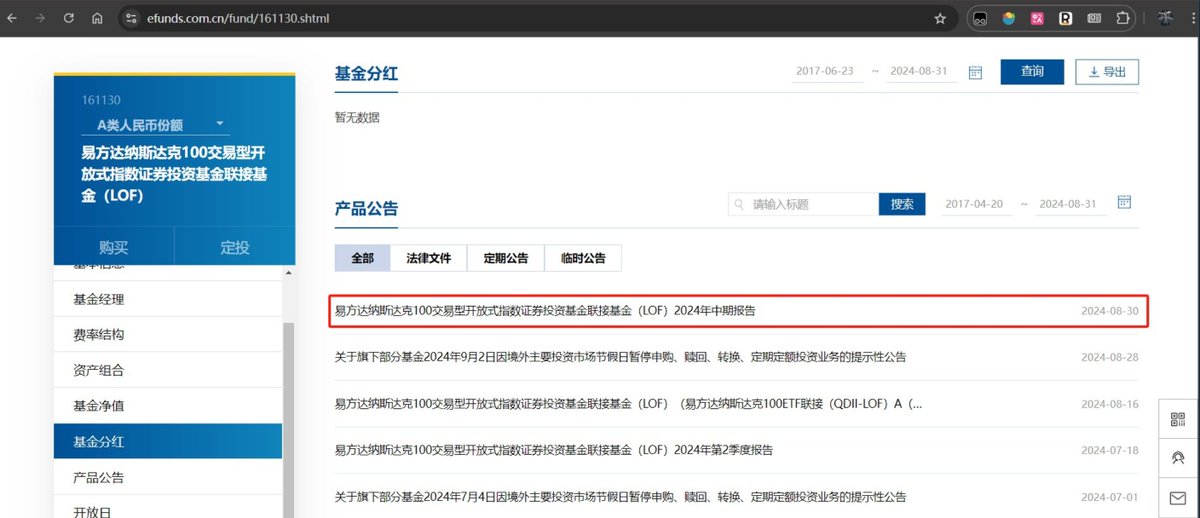 efunds.com.cn/fund/161130.shtml
161130
A类人民币份额
易方达纳斯达克100交易型开
放式指数证券投资基金联接基
金（LOF）
购买 定投
基本信息
基金经理
费率结构
资产组合
基金净值
基金分红
产品公告
开放日
基金分红 2017-06-23 ~ 2024-08-31 查询 导出
暂无数据
产品公告 请输入标题 搜索 2017-04-20 ~ 2024-08-31
全部 法律文件 定期公告 临时公告
易方达纳斯达克100交易型开放式指数证券投资基金联接基金（LOF）2024年中期报告 2024-08-30
关于旗下部分基金2024年9月2日因境外主要投资市场节假日暂停申购、赎回、转换、定期定额投资业务的提示性公告 2024-08-28
易方达纳斯达克100交易型开放式指数证券投资基金联接基金（LOF）（易方达纳斯达克100ETF联接（QDII-LOF）A（... 2024-08-16
易方达纳斯达克100交易型开放式指数证券投资基金联接基金（LOF）2024年第2季度报告 2024-07-18
关于旗下部分基金2024年7月4日因境外主要投资市场节假日暂停申购、赎回、转换、定期定额投资业务的提示性公告 2024-07-01